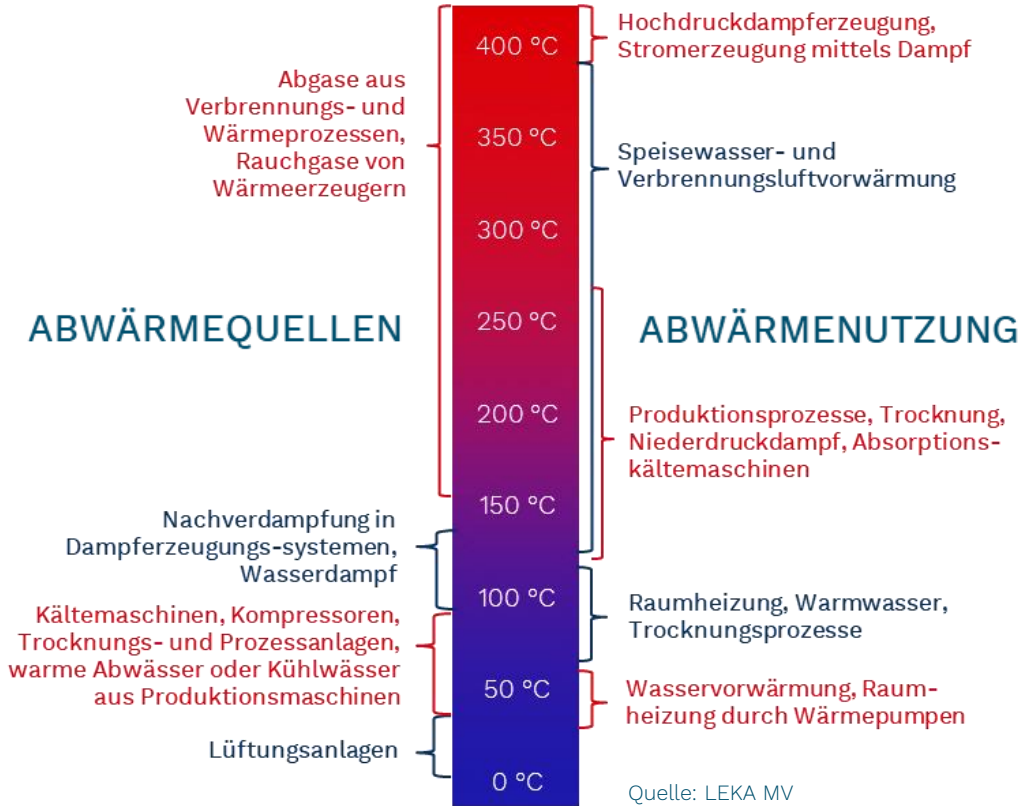 ABWÄRMEQUELLEN
Abgase aus
Verbrennungs- und
Wärmeprozessen,
Rauchgase von
Wärmeerzeugern
Nachverdampfung in
Dampferzeugungs-systemen,
Wasserdampf
Kältemaschinen, Kompressoren,
Trocknungs- und Prozessanlagen,
warme Abwässer oder Kühlwässer
aus Produktionsmaschinen
Lüftungsanlagen
400 °C
350 °C
300 °C
250 °C
200 °C
150 °C
100 °C
50 °C
0 °C
ABWÄRMENUTZUNG
Hochdruckdampferzeugung,
Stromerzeugung mittels Dampf
Speisewasser- und
Verbrennungsluftvorwärmung
Produktionsprozesse, Trocknung,
Niederdruckdampf, Absorptions-
kältemaschinen
Raumheizung, Warmwasser,
Trocknungsprozesse
Wasservorwärmung, Raum-
heizung durch Wärmepumpen
Quelle: LEKA MV